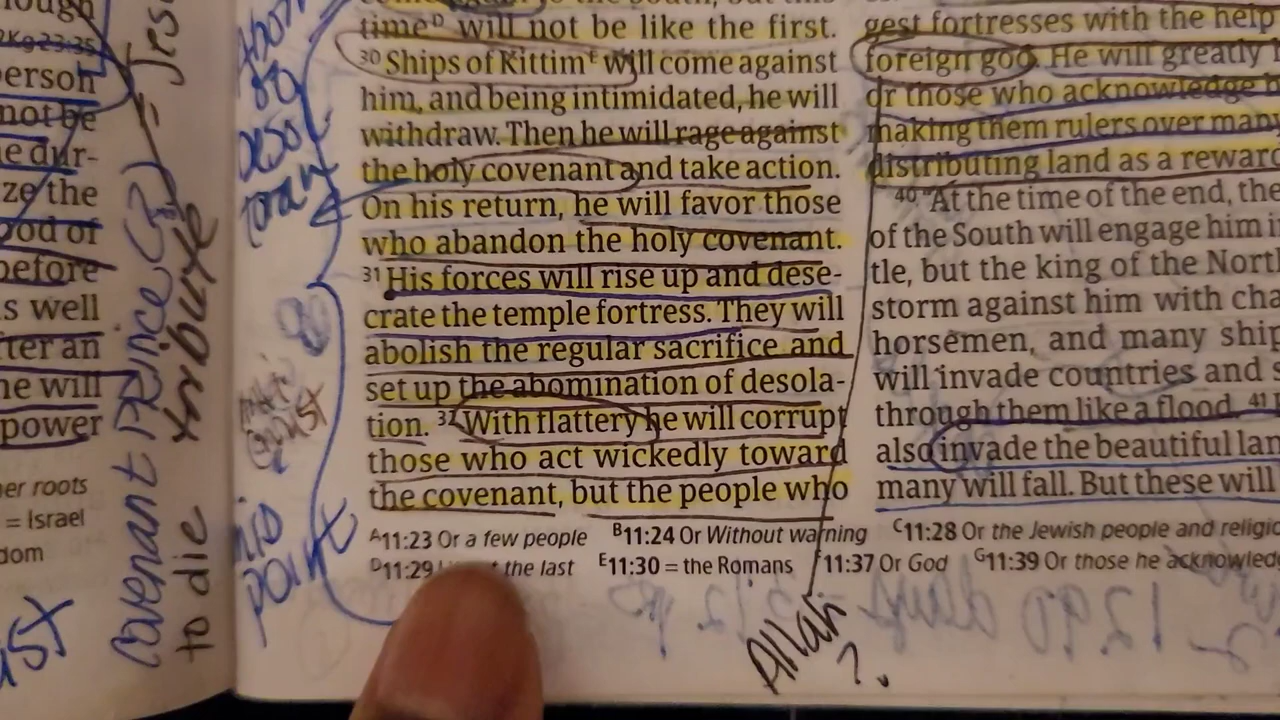 erson
not be
e dur-
ze the
ood of
before
s well
ter an
he will
power
er roots
= Israel
dom
covenant prince (?)
tribute
to die
time ᴰ will not be like the first.
³⁰ Ships of Kittim ᴱ will come against
him, and being intimidated, he will
withdraw. Then he will rage against
the holy covenant and take action.
On his return, he will favor those
who abandon the holy covenant.
³¹ His forces will rise up and dese-
crate the temple fortress. They will
abolish the regular sacrifice and
set up the abomination of desola-
tion. ³² With flattery he will corrupt
those who act wickedly toward
the covenant, but the people who
point
gest fortresses with the help
foreign god. He will greatly
or those who acknowledge
making them rulers over many
distributing land as a reward
⁴⁰ "At the time of the end, the
of the South will engage him i
tle, but the king of the North
storm against him with cha
horsemen, and many ship
will invade countries and s
through them like a flood. ⁴¹
also invade the beautiful lan
many will fall. But these will
ᴬ11:23 Or a few people ᴮ11:24 Or Without warning ᶜ11:28 Or the Jewish people and religio
ᴰ11:29 the last ᴱ11:30 = the Romans ᶠ11:37 Or God ᴳ11:39 Or those he acknowledg
Allah
?.